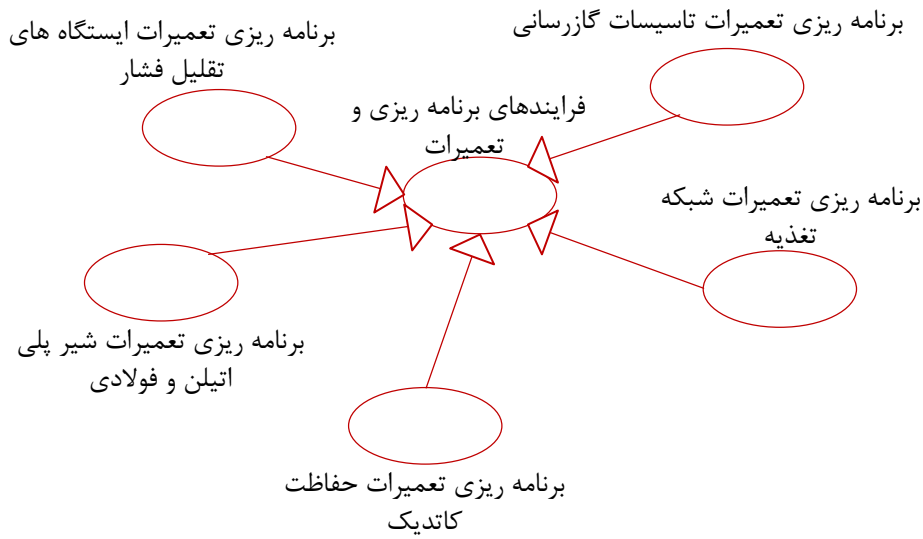 برنامه ریزی تعمیرات تاسیسات گازرسانی
برنامه ریزی تعمیرات ایستگاه های
تقلیل فشار
فرایندهای برنامه ریزی و
تعمیرات
برنامه ریزی تعمیرات شبکه
تغذیه
برنامه ریزی تعمیرات شیر پلی
اتیلن و فولادی
برنامه ریزی تعمیرات حفاظت
کاتدیک